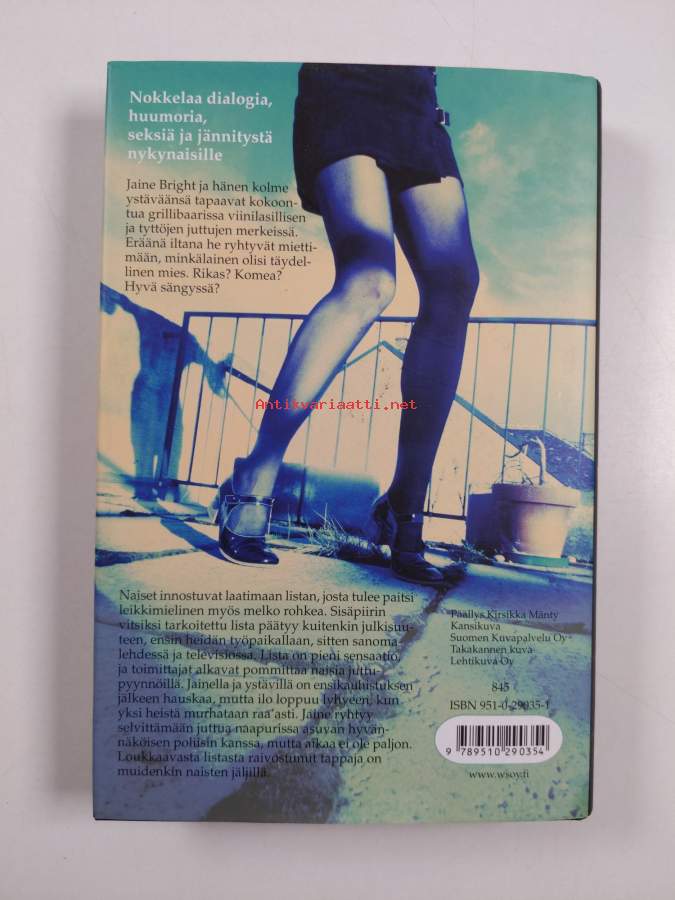 Nokkelaa dialogia,
huumoria,
seksiä ja jännitystä
nykynaisille
Jaine Bright ja hänen kolme
ystäväänsä tapaavat kokoon-
tua grillibaarissa viinilasillisen
ja tyttöjen juttujen merkeissä.
Eräänä iltana he ryhtyvät mietti-
mään, minkälainen olisi täydel-
linen mies. Rikas? Komea?
Hyvä sängyssä?
Antikvariaatti.net
Naiset innostuvat laatimaan listan, josta tulee paitsi
leikkimielinen myös melko rohkea. Sisäpiirin
vitsiksi tarkoitettu lista päätyy kuitenkin julkisuu-
teen, ensin heidän työpaikallaan, sitten sanoma-
lehdessä ja televisiossa. Lista on pieni sensaatio,
ja toimittajat alkavat pommittaa naisia juttu-
pyynnöillä. Jainella ja ystävillä on ensikauhistuksen
jälkeen hauskaa, mutta ilo loppuu lyhyeen, kun
yksi heistä murhataan raa'asti. Jaine ryhtyy
selvittämään juttua naapurissa asuvan hyvän-
näköisen poliisin kanssa, mutta aikaa ei ole paljon.
Loukkaavasta listasta raivostunut tappaja on
muidenkin naisten jäljillä.
Päällys Kirsikka Mänty
Kansikuva
Suomen Kuvapalvelu Oy
Takakannen kuva
Lehtikuva Oy
845
ISBN 951-0-29035-1
9 789510 290354
www.wsoy.fi